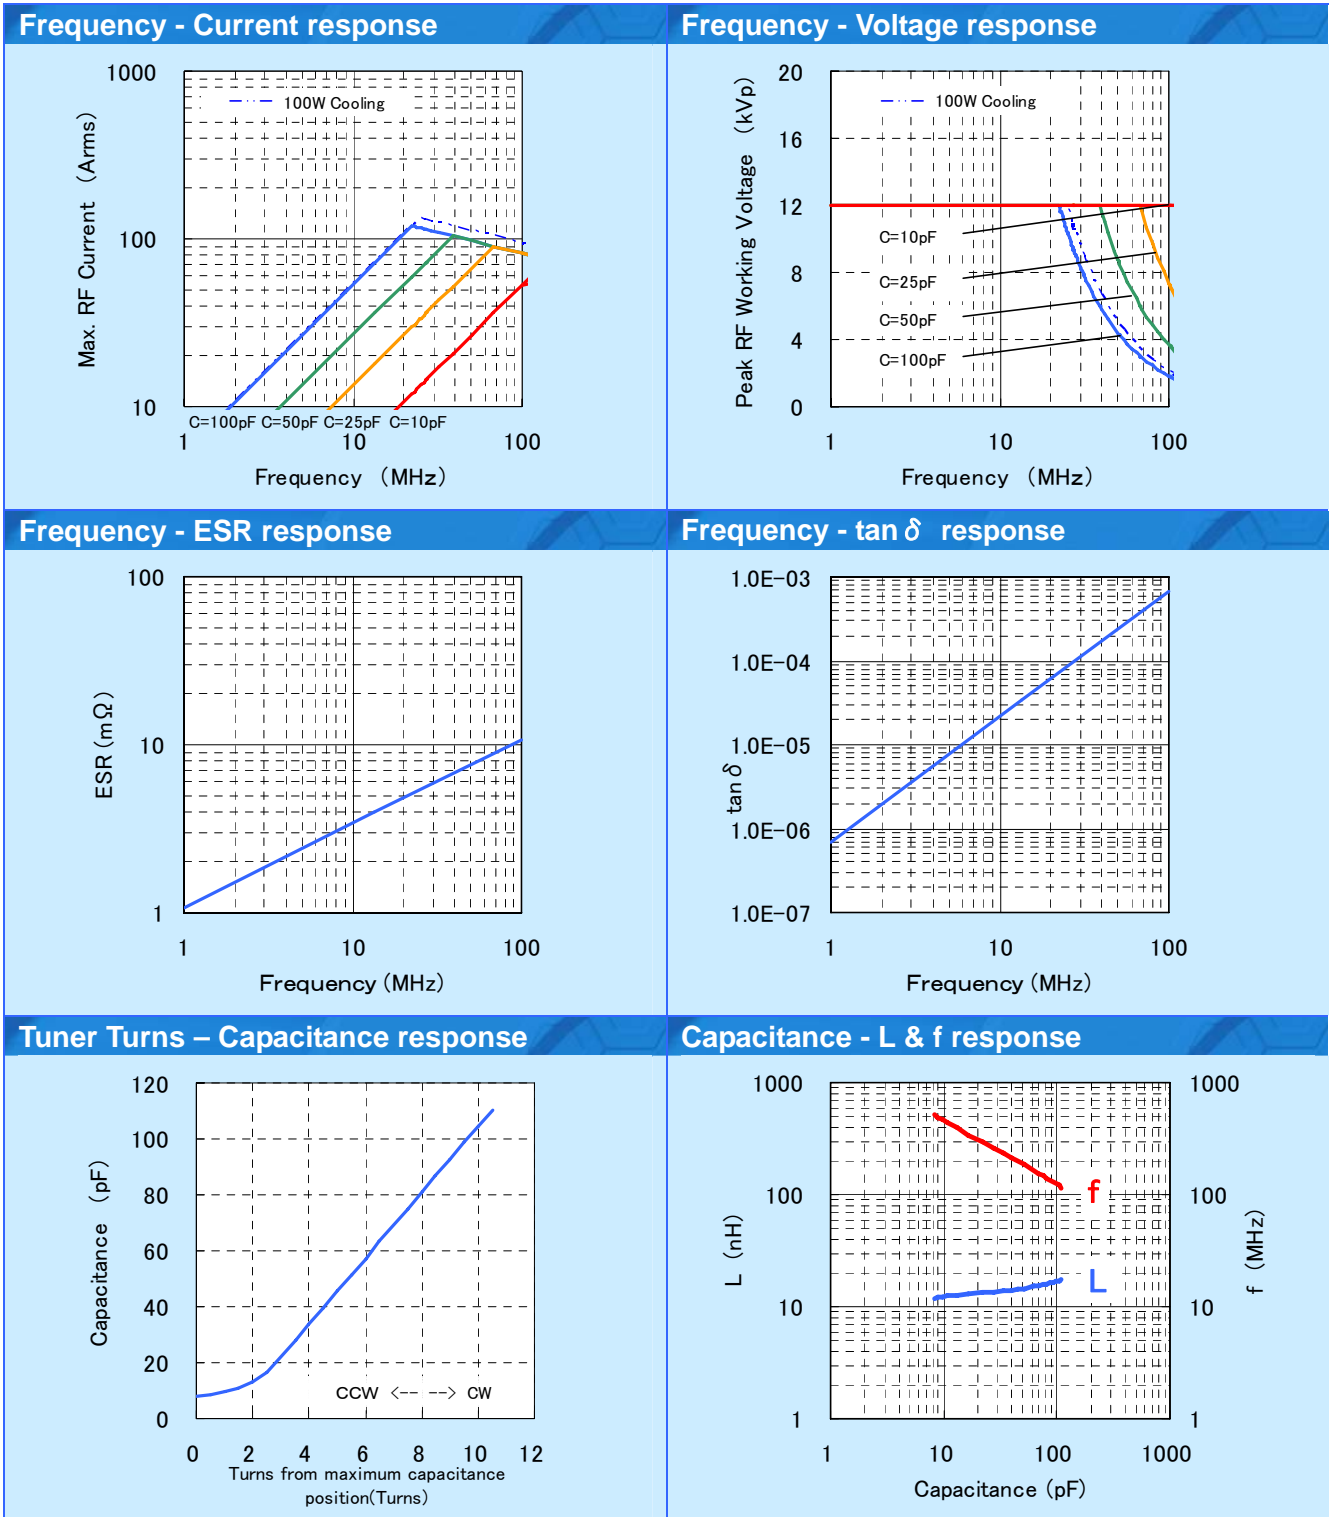 Frequency - Current response
1000
100
10
Max. RF Current （Arms）
100W Cooling
C=100pF C=50pF C=25pF C=10pF
1 10 100
Frequency （MHz）
Frequency - Voltage response
20
16
12
8
4
0
Peak RF Working Voltage （kVp）
100W Cooling
C=10pF
C=25pF
C=50pF
C=100pF
1 10 100
Frequency （MHz）
Frequency - ESR response
100
10
1
ESR (mΩ)
1 10 100
Frequency (MHz)
Frequency - tan δ response
1.0E-03
1.0E-04
1.0E-05
1.0E-06
1.0E-07
tan δ
1 10 100
Frequency (MHz)
Tuner Turns – Capacitance response
120
100
80
60
40
20
0
Capacitance （pF）
CCW <-- --> CW
0 2 4 6 8 10 12
Turns from maximum capacitance
position(Turns)
Capacitance - L & f response
1000
100
10
1
L （nH）
f
L
1000
100
10
1
f （MHz）
1 10 100 1000
Capacitance (pF)